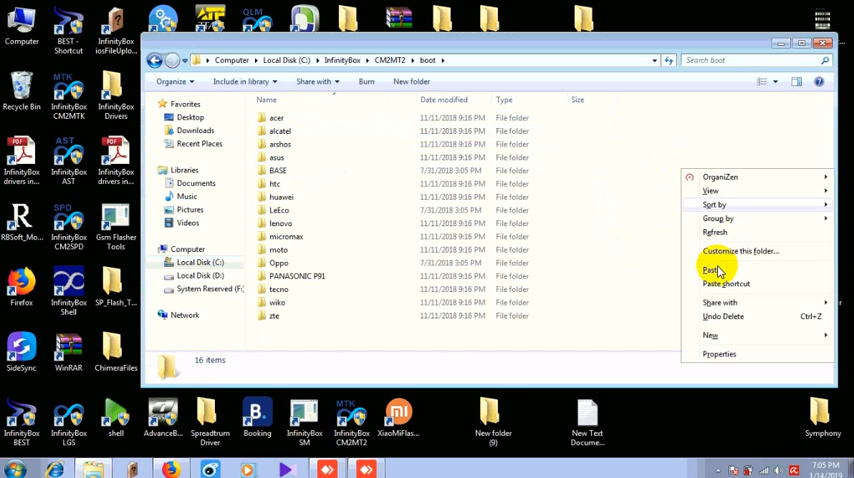 ATF
QLM
Computer
BEST -
Shortcut
InfinityBox
iosFileUplo...
Computer
Local Disk (C:)
InfinityBox
CM2MT2
boot
Search boot
Organize
Include in library
Share with
Burn
New folder
Name
Date modified
Type
Size
Favorites
Desktop
Downloads
Recent Places
Libraries
Documents
Music
Pictures
Videos
Computer
Local Disk (C:)
Local Disk (D:)
System Reserved (F:
Network
acer 11/11/2018 9:16 PM File folder
alcatel 11/11/2018 9:16 PM File folder
arshos 11/11/2018 9:16 PM File folder
asus 11/11/2018 9:16 PM File folder
BASE 7/31/2018 3:05 PM File folder
htc 11/11/2018 9:16 PM File folder
huawei 11/11/2018 9:16 PM File folder
LeEco 7/31/2018 3:05 PM File folder
lenovo 11/11/2018 9:16 PM File folder
micromax 11/11/2018 9:16 PM File folder
moto 11/11/2018 9:16 PM File folder
Oppo 7/31/2018 3:05 PM File folder
PANASONIC P91 11/11/2018 9:16 PM File folder
tecno 11/11/2018 9:16 PM File folder
wiko 11/11/2018 9:16 PM File folder
zte 11/11/2018 9:16 PM File folder
16 items
OrganiZen
View
Sort by
Group by
Refresh
Customize this folder...
Paste shortcut
Share with
Undo Delete Ctrl+Z
New
Properties
Recycle Bin
MTK
InfinityBox
CM2MTK
InfinityBox
Drivers
PDF
InfinityBox
drivers in...
AST
InfinityBox
AST
PDF
InfinityBox
drivers in...
RBSoft_Mo...
SPD
InfinityBox
CM2SPD
Gsm Flasher
Tools
Firefox
InfinityBox
Shell
SP_Flash_T...
SideSync
WinRAR
ChimeraFiles
InfinityBox
BEST
InfinityBox
LGS
shell
AdvanceB...
Spreadtrum
Driver
Booking
InfinityBox
SM
MTK
InfinityBox
CM2MT2
XiaoMiFlas...
New folder
(9)
New Text
Docume...
Symphony
7:05 PM
1/14/2019